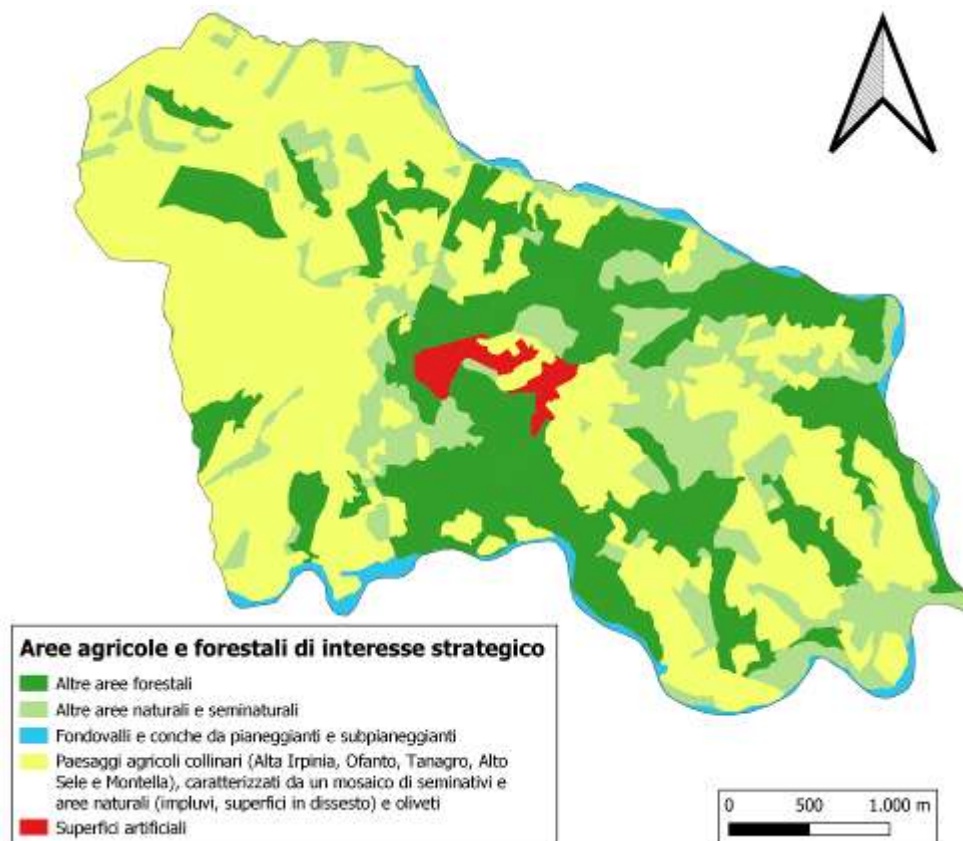 Aree agricole e forestali di interesse strategico
Altre aree forestali
Altre aree naturali e seminaturali
Fondovalli e conche da pianeggianti e subpianeggianti
Paesaggi agricoli collinari (Alta Irpinia, Ofanto, Tanagro, Alto
Sele e Montella), caratterizzati da un mosaico di seminativi e
aree naturali (impluvi, superfici in dissesto) e oliveti
Superfici artificiali
0 500 1.000 m